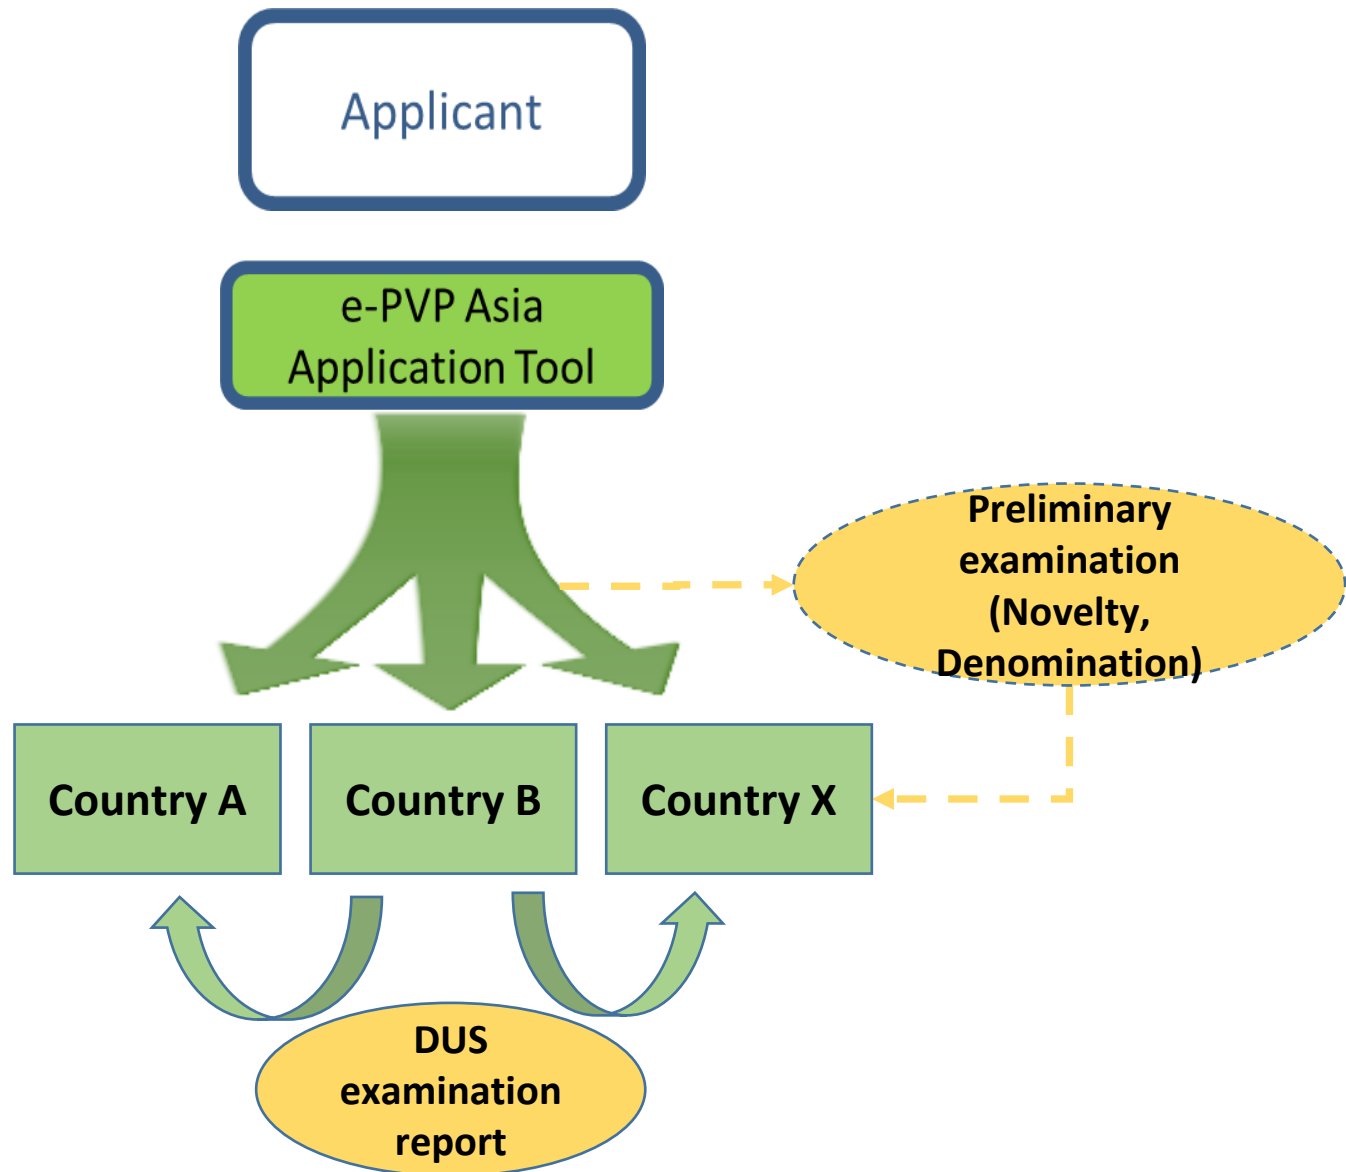 Applicant
e-PVP Asia
Application Tool
Preliminary
examination
(Novelty,
Denomination)
Country A
Country B
Country X
DUS
examination
report